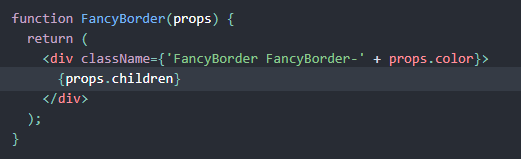 function FancyBorder(props) {
  return (
    <div className={'FancyBorder FancyBorder-' + props.color}>
      {props.children}
    </div>
  );
}